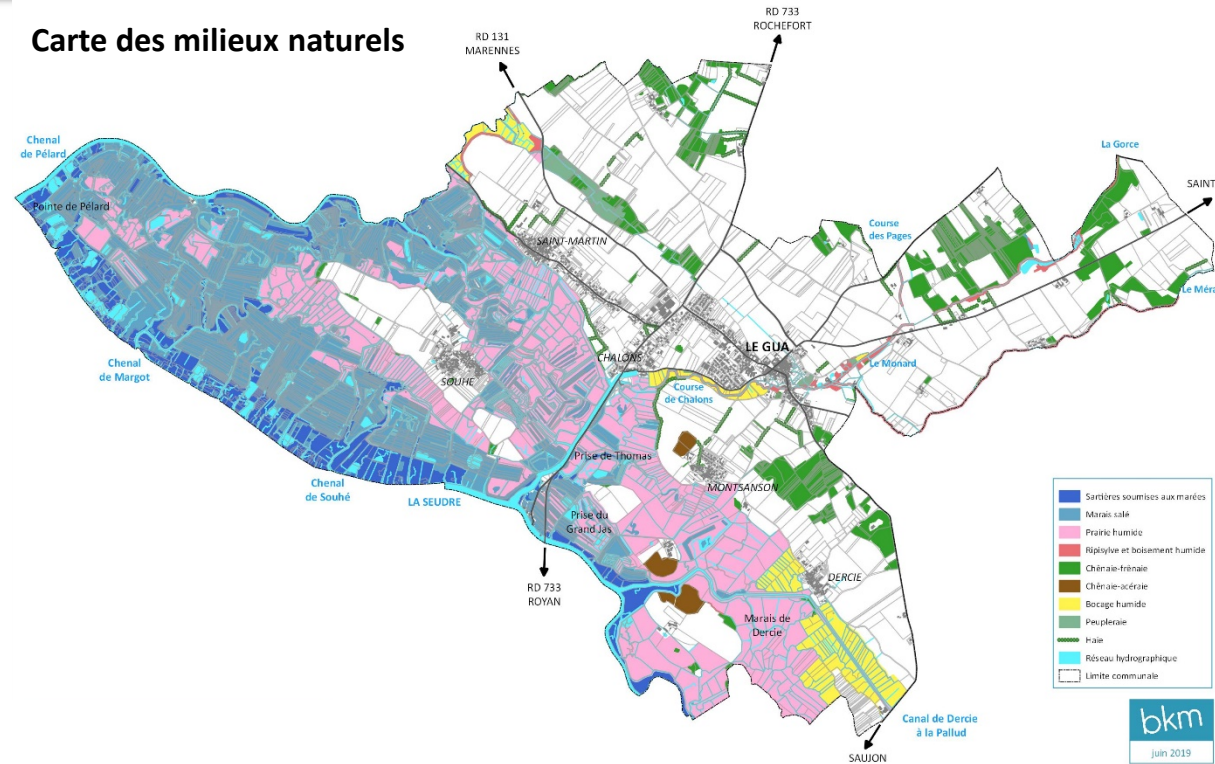 Carte des milieux naturels
RD 131
MARENNES
RD 733
ROCHEFORT
Chenal
de Pélard
Pointe de Pélard
La Gorce
SAINT
Course
des Pages
SAINT-MARTIN
Le Méra
Chenal
de Margot
SOUHE
CHALONS
LE GUA
Le Monard
Course
de Chalons
Prise de Thomas
MONTSANSON
Chenal
de Souhé
LA SEUDRE
Prise du
Grand Jas
DERCIE
RD 733
ROYAN
Marais de
Dercie
Canal de Dercie
à la Pallud
SAUJON
Sartières soumises aux marées
Marais salé
Prairie humide
Ripisylve et boisement humide
Chênaie-frênaie
Chênaie-acéraie
Bocage humide
Peupleraie
Haie
Réseau hydrographique
Limite communale
bkm
juin 2019